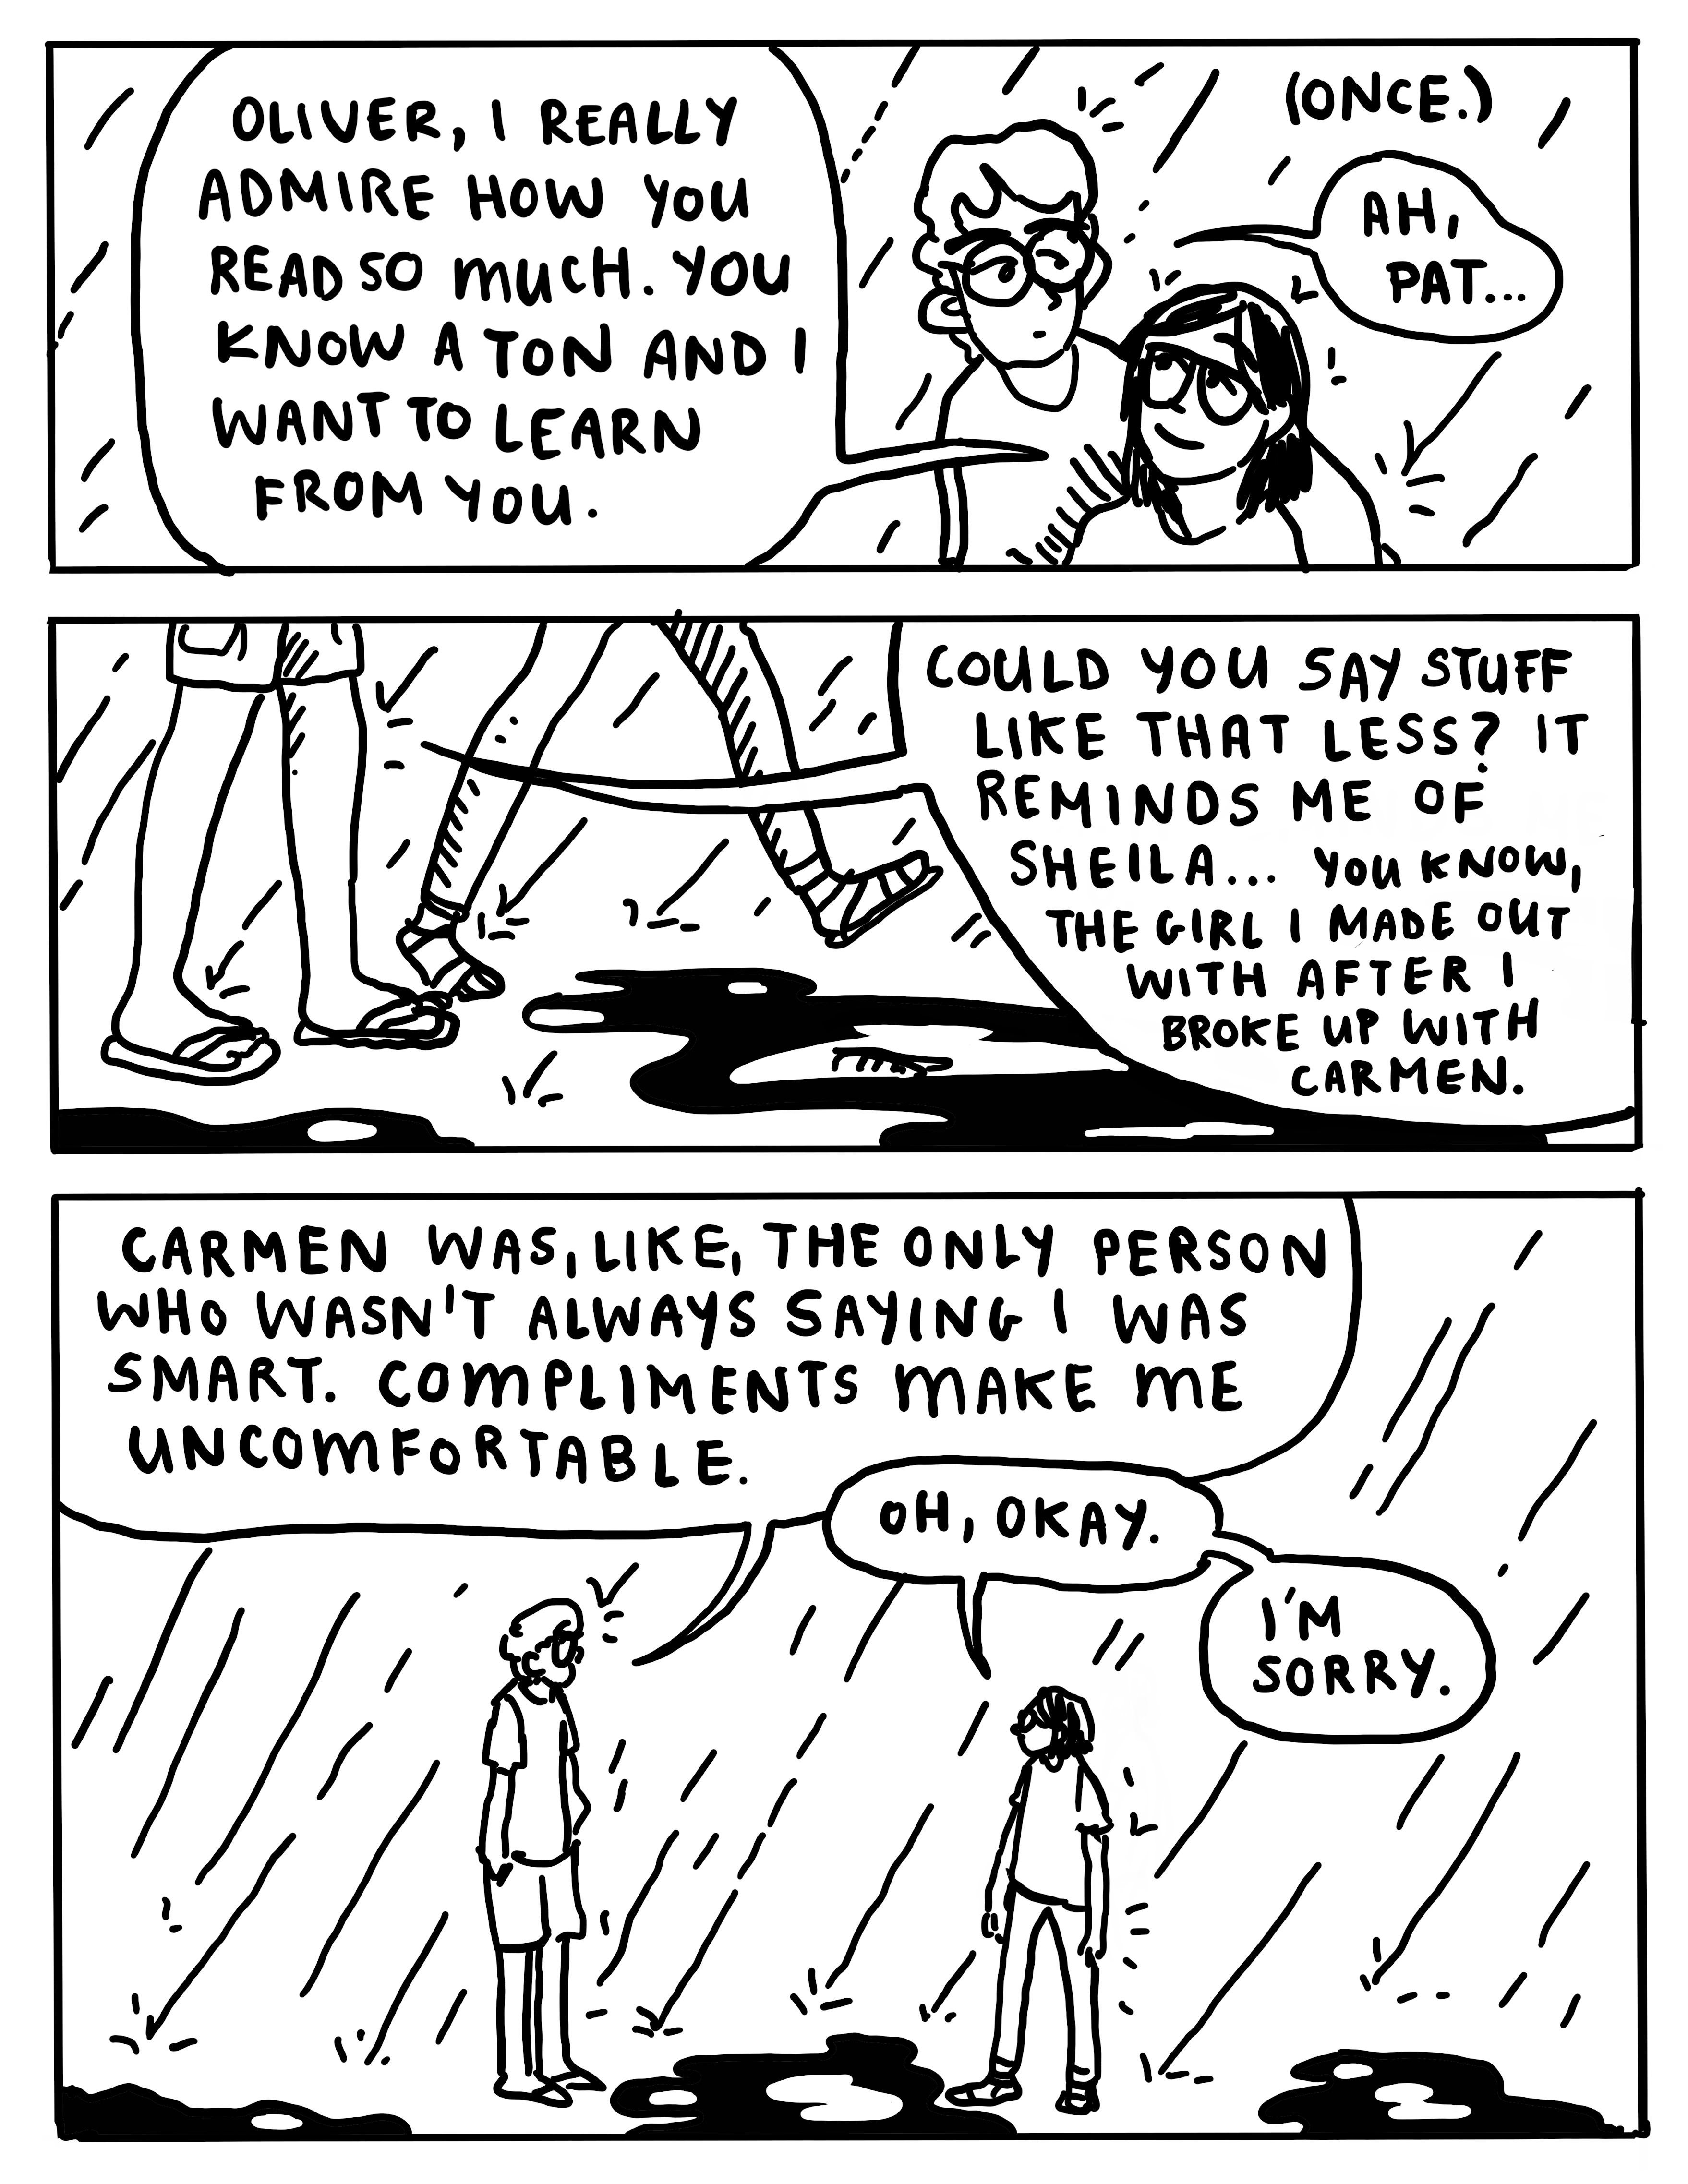 OLIVER, I REALLY
ADMIRE HOW YOU
READ SO MUCH. YOU
KNOW A TON AND I
WANT TO LEARN
FROM YOU.
(ONCE.)
AH,
PAT...
COULD YOU SAY STUFF
LIKE THAT LESS? IT
REMINDS ME OF
SHEILA... YOU KNOW,
THE GIRL I MADE OUT
WITH AFTER I
BROKE UP WITH
CARMEN.
CARMEN WAS, LIKE, THE ONLY PERSON
WHO WASN'T ALWAYS SAYING I WAS
SMART. COMPLIMENTS MAKE ME
UNCOMFORTABLE.
OH, OKAY.
I'M
SORRY.